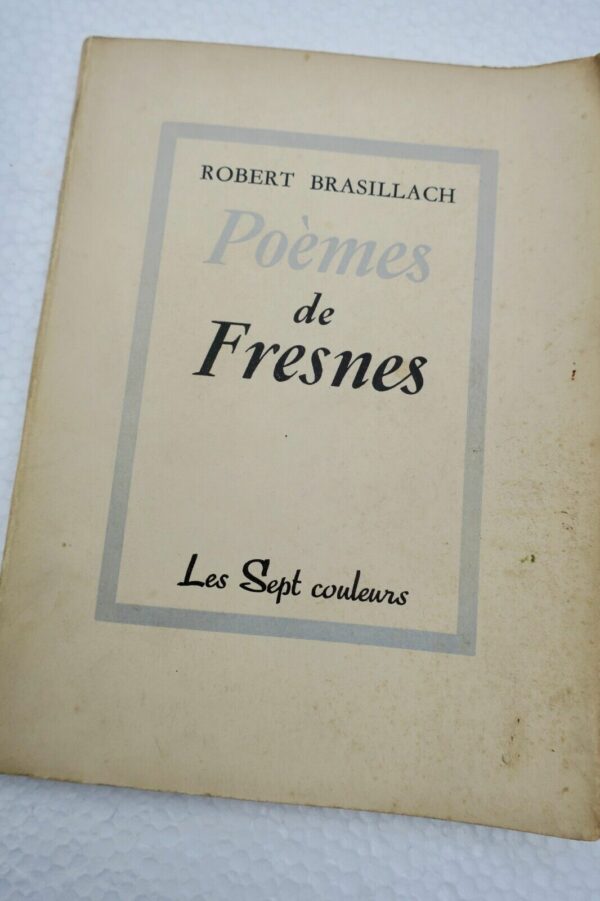 ROBERT BRASILLACH
Poèmes
de
Fresnes
Les Sept couleurs